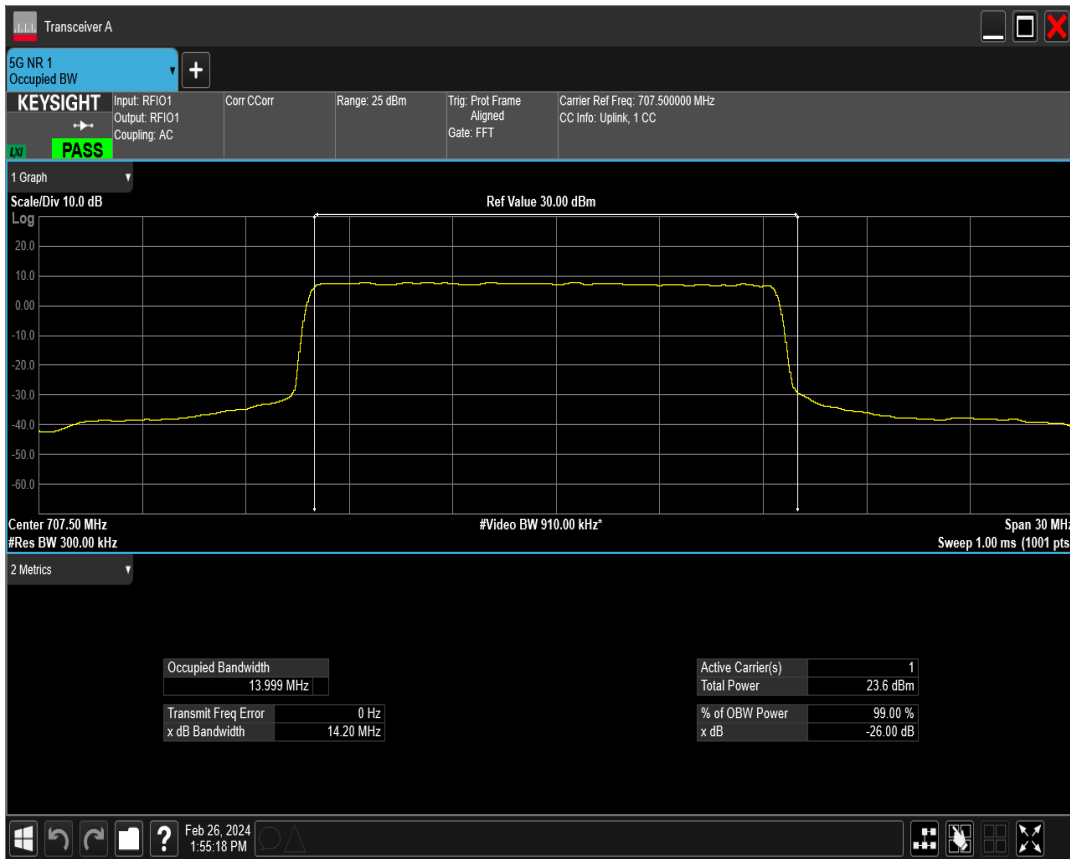 Transceiver A
5G NR 1
Occupied BW
KEYSIGHT
LXI
PASS
Input: RFIO1
Output: RFIO1
Coupling: AC
Corr CCorr
Range: 25 dBm
Trig: Prot Frame
Aligned
Gate: FFT
Carrier Ref Freq: 707.500000 MHz
CC Info: Uplink, 1 CC
1 Graph
Scale/Div 10.0 dB
Ref Value 30.00 dBm
Log
20.0
10.0
0.00
-10.0
-20.0
-30.0
-40.0
-50.0
-60.0
Center 707.50 MHz
#Video BW 910.00 kHz*
Span 30 MHz
#Res BW 300.00 kHz
Sweep 1.00 ms (1001 pts
2 Metrics
Occupied Bandwidth
13.999 MHz
Transmit Freq Error 0 Hz
x dB Bandwidth 14.20 MHz
Active Carrier(s) 1
Total Power 23.6 dBm
% of OBW Power 99.00 %
x dB -26.00 dB
?
Feb 26, 2024
1:55:18 PM